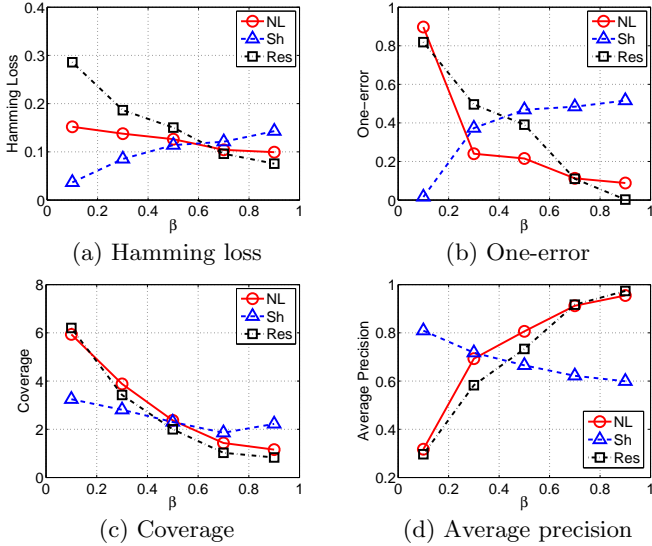 0.4
0.3
0.2
0.1
0
Hamming Loss
NL
Sh
Res
0 0.2 0.4 0.6 0.8 1
β
(a) Hamming loss
1
0.8
0.6
0.4
0.2
0
One-error
NL
Sh
Res
0 0.2 0.4 0.6 0.8 1
β
(b) One-error
8
6
4
2
0
Coverage
NL
Sh
Res
0 0.2 0.4 0.6 0.8 1
β
(c) Coverage
1
0.8
0.6
0.4
0.2
Average Precision
NL
Sh
Res
0 0.2 0.4 0.6 0.8 1
β
(d) Average precision